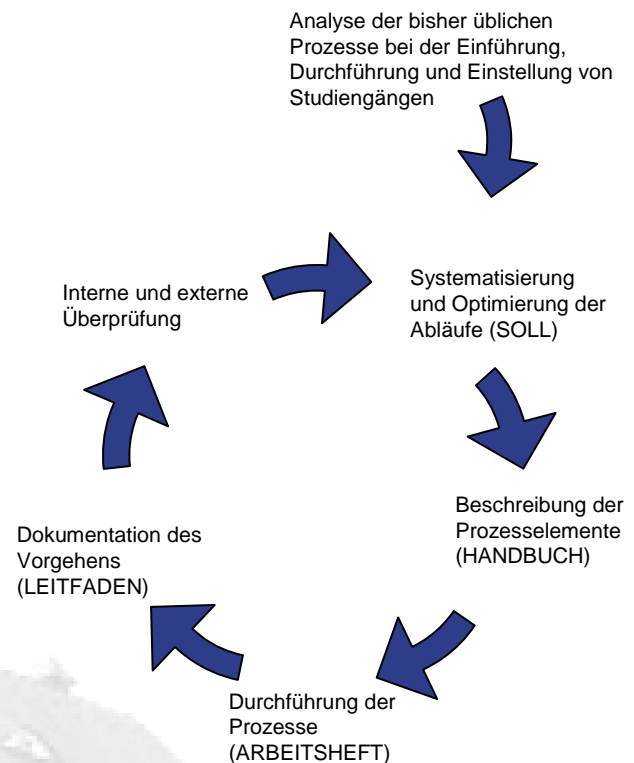 Analyse der bisher üblichen
Prozesse bei der Einführung,
Durchführung und Einstellung von
Studiengängen
Systematisierung
und Optimierung der
Abläufe (SOLL)
Beschreibung der
Prozesselemente
(HANDBUCH)
Durchführung der
Prozesse
(ARBEITSHEFT)
Dokumentation des
Vorgehens
(LEITFADEN)
Interne und externe
Überprüfung